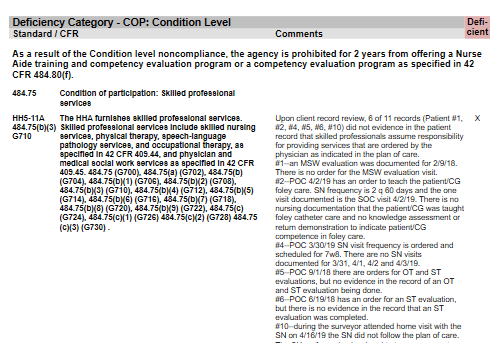 Deficiency Category - COP: Condition Level
Defi-
cient
Standard / CFR
Comments
As a result of the Condition level noncompliance, the agency is prohibited for 2 years from offering a Nurse
Aide training and competency evaluation program or a competency evaluation program as specified in 42
CFR 484.80(f).
484.75
Condition of participation: Skilled professional
services
HH5-11A
484.75(b)(3)
G710
The HHA furnishes skilled professional services.
Skilled professional services include skilled nursing
services, physical therapy, speech-language
pathology services, and occupational therapy, as
specified in 42 CFR 409.44, and physician and
medical social work services as specified in 42 CFR
409.45. 484.75 (G700), 484.75(a) (G702), 484.75(b)
(G704), 484.75(b)(1) (G706), 484.75(b)(2) (G708),
484.75(b)(3) (G710), 484.75(b)(4) (G712), 484.75(b)(5)
(G714), 484.75(b)(6) (G716), 484.75(b)(7) (G718),
484.75(b)(8) (G720), 484.75(b)(9) (G722), 484.75(c)
(G724), 484.75(c)(1) (G726) 484.75(c)(2) (G728) 484.75
(c)(3) (G730) .
Upon client record review, 6 of 11 records (Patient #1,
#2, #4, #5, #6, #10) did not evidence in the patient
record that skilled professionals assume responsibility
for providing services that are ordered by the
physician as indicated in the plan of care.
#1--an MSW evaluation was documented for 2/9/18.
There is no order for the MSW evaluation visit.
#2--POC 4/2/19 has an order to teach the patient/CG
foley care. SN frequency is 2 q 60 days and the one
visit documented is the SOC visit 4/2/19. There is no
nursing documentation that the patient/CG was taught
foley catheter care and no knowledge assessment or
return demonstration to indicate patient/CG
competence in foley care.
#4--POC 3/30/19 SN visit frequency is ordered and
scheduled for 7w8. There are no SN visits
documented for 3/31, 4/1, 4/2 and 4/3/19.
#5--POC 9/1/18 there are orders for OT and ST
evaluations, but no evidence in the record of an OT
and ST evaluation being done.
#6--POC 6/19/18 has an order for an ST evaluation,
but there is no evidence in the record that an ST
evaluation was completed.
#10--during the surveyor attended home visit with the
SN on 4/16/19 the SN did not follow the plan of care.
X